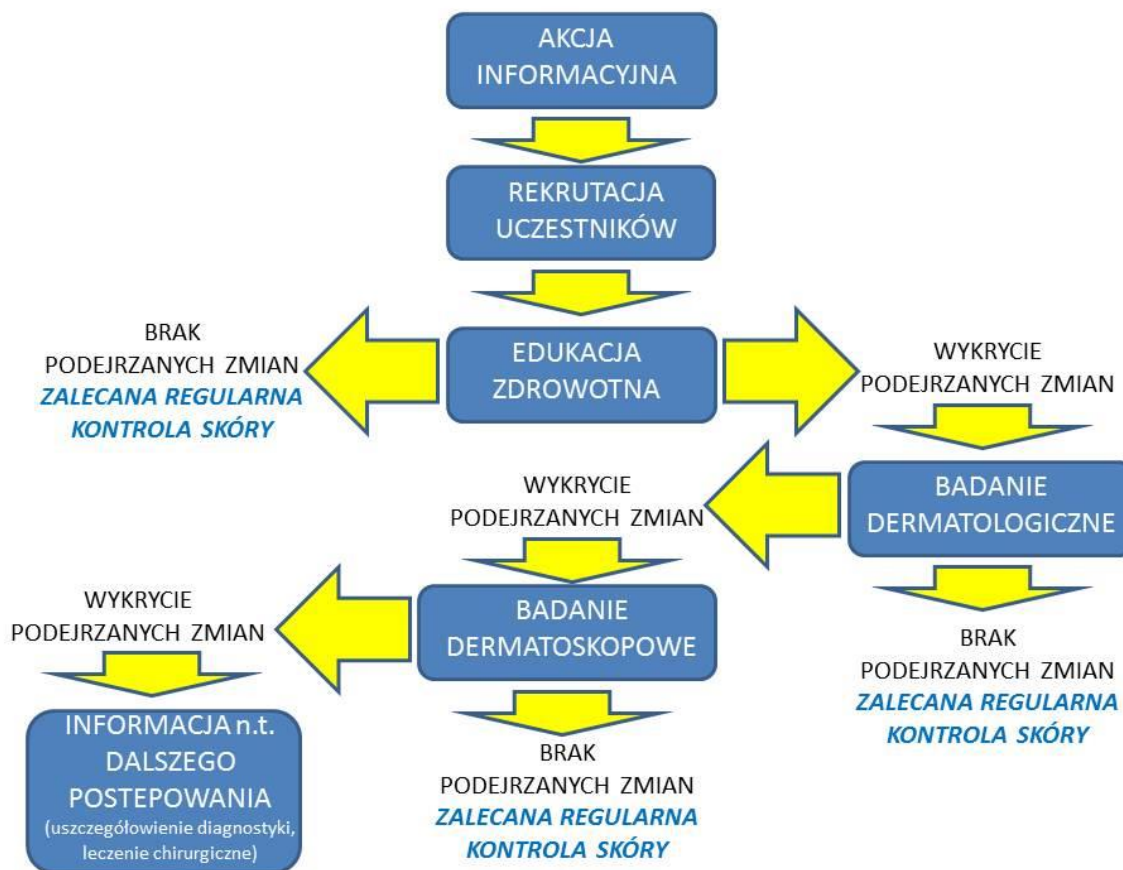 AKCJA
INFORMACYJNA
REKRUTACJA
UCZESTNIKÓW
EDUKACJA
ZDROWOTNA
BRAK
PODEJRZANYCH ZMIAN
ZALECANA REGULARNA
KONTROLA SKÓRY
WYKRYCIE
PODEJRZANYCH ZMIAN
BADANIE
DERMATOLOGICZNE
BRAK
PODEJRZANYCH ZMIAN
ZALECANA REGULARNA
KONTROLA SKÓRY
WYKRYCIE
PODEJRZANYCH ZMIAN
BADANIE
DERMATOSKOPOWE
BRAK
PODEJRZANYCH ZMIAN
ZALECANA REGULARNA
KONTROLA SKÓRY
WYKRYCIE
PODEJRZANYCH ZMIAN
INFORMACJA n.t.
DALSZEGO
POSTEPOWANIA
(uszczegółowienie diagnostyki,
leczenie chirurgiczne)